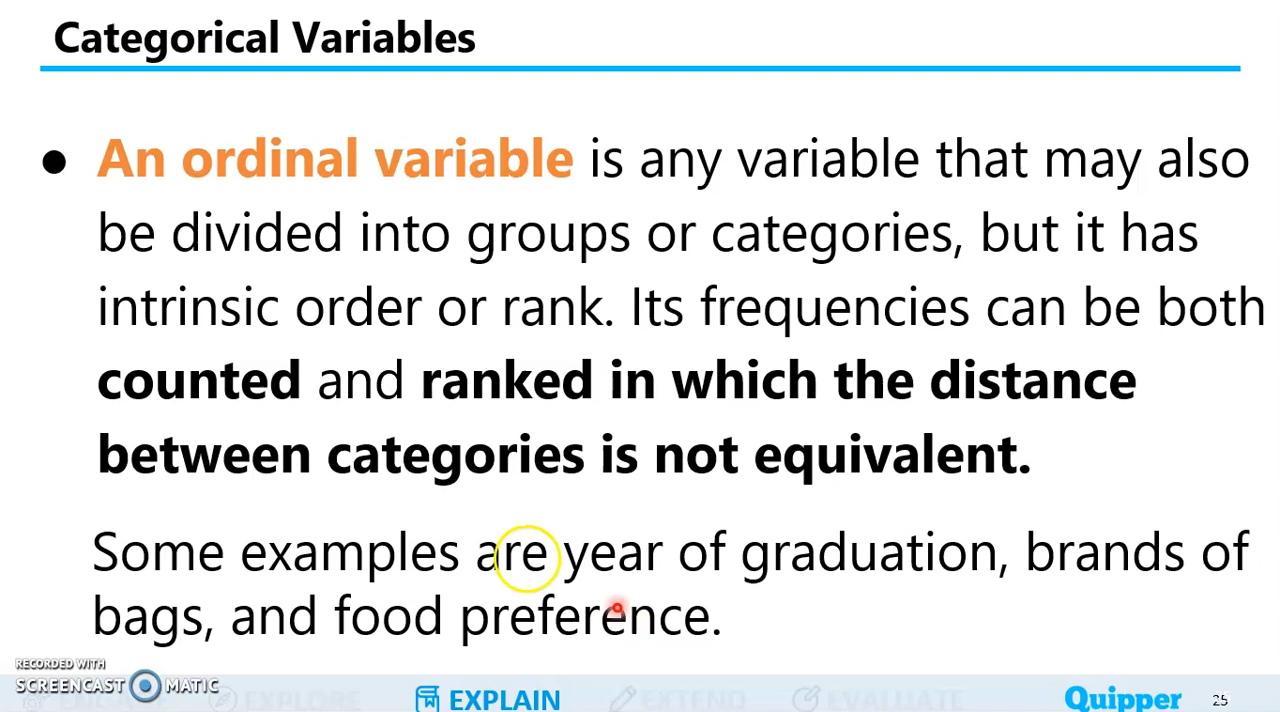 Categorical Variables
● An ordinal variable is any variable that may also
be divided into groups or categories, but it has
intrinsic order or rank. Its frequencies can be both
counted and ranked in which the distance
between categories is not equivalent.
Some examples are year of graduation, brands of
bags, and food preference.
RECORDED WITH
SCREENCAST MATIC
EXPLORE
EXPLAIN
EXTEND
EVALUATE
Quipper
25